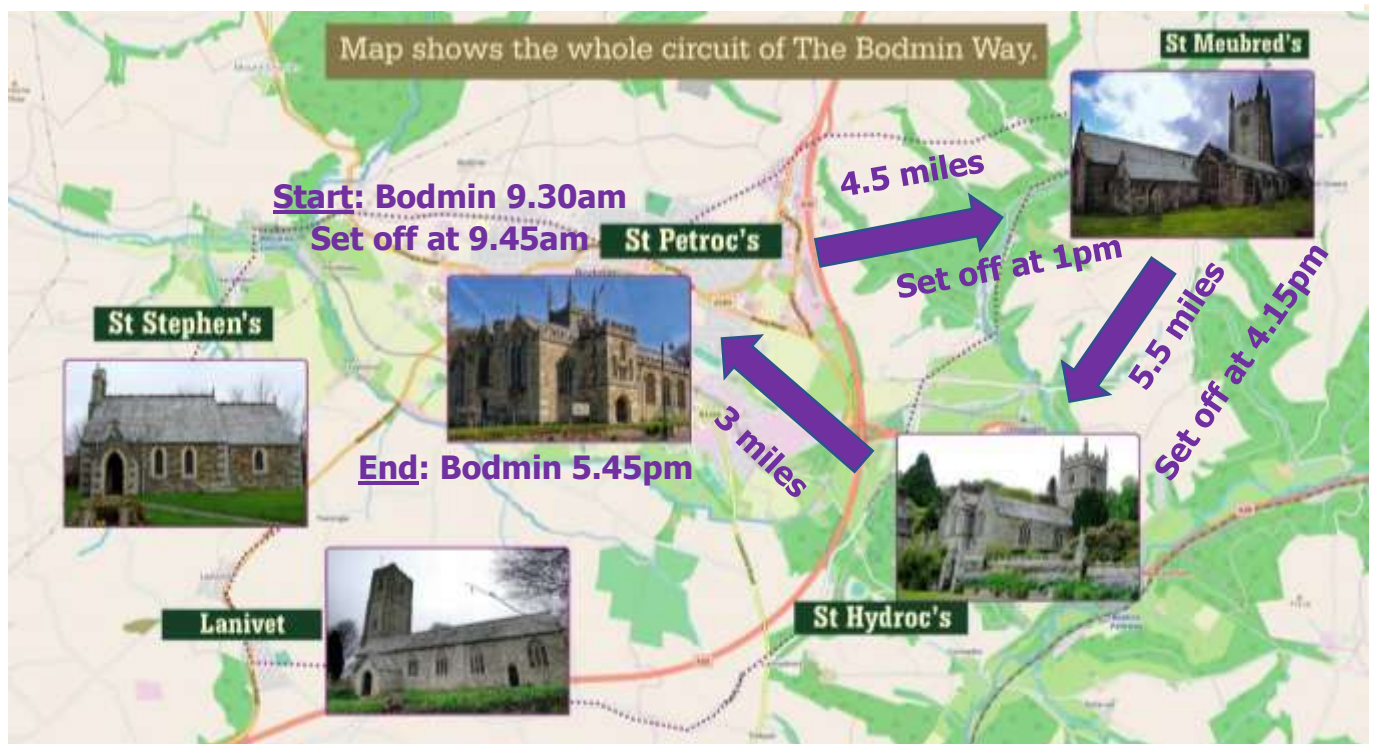 Map shows the whole circuit of The Bodmin Way.
St Meubred's
4.5 miles
Start: Bodmin 9.30am
Set off at 9.45am
St Petroc's
Set off at 1pm
5.5 miles
Set off at 4.15pm
St Stephen's
3 miles
End: Bodmin 5.45pm
Lanivet
St Hydroc's